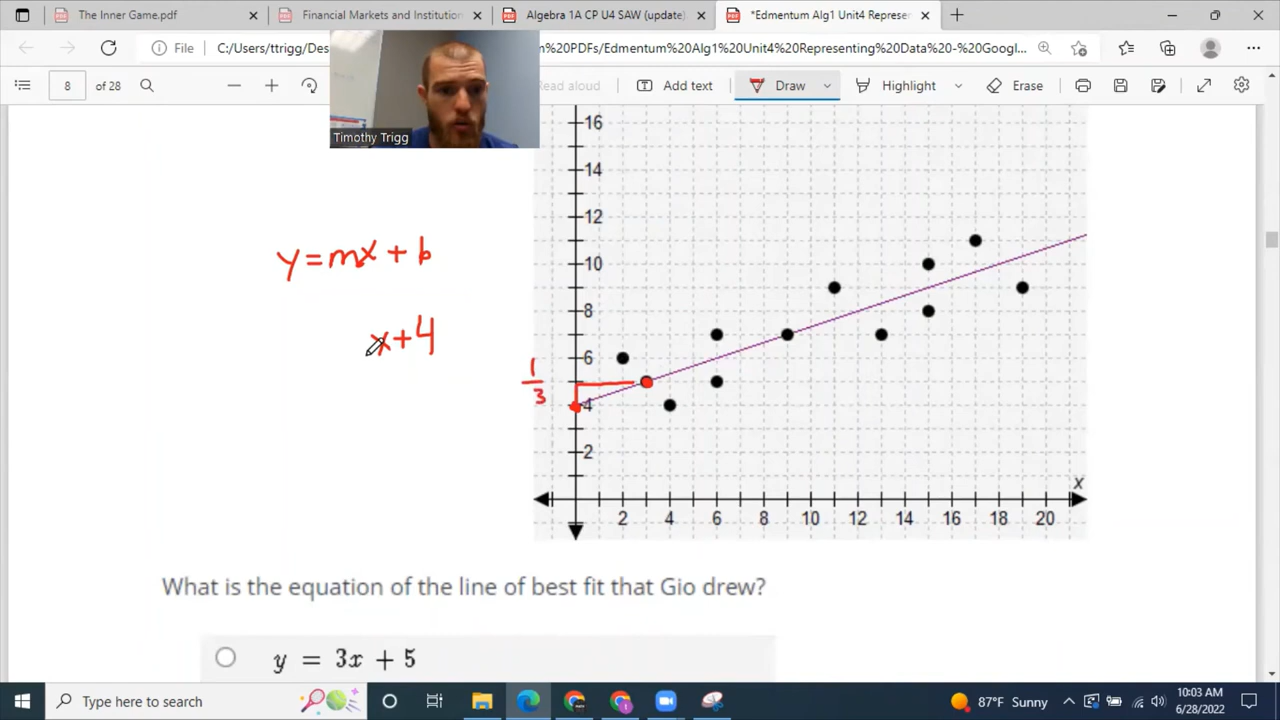 The Inner Game.pdf
Financial Markets and Institution
Algebra 1A CP U4 SAW (update)
*Edmentum Alg1 Unit4 Represer
File
C:/Users/ttrigg/Des
m%20PDFs/Edmentum%20Alg1%20Unit4%20Representing%20Data%20-%20Googl...
8 of 28
ead aloud
Add text
Draw
Highlight
Erase
Timothy Trigg
16
14
12
y = mx + b
10
8
x + 4
6
1/3
4
2
x
2 4 6 8 10 12 14 16 18 20
What is the equation of the line of best fit that Gio drew?
y = 3x + 5
Type here to search
87°F Sunny
10:03 AM
6/28/2022